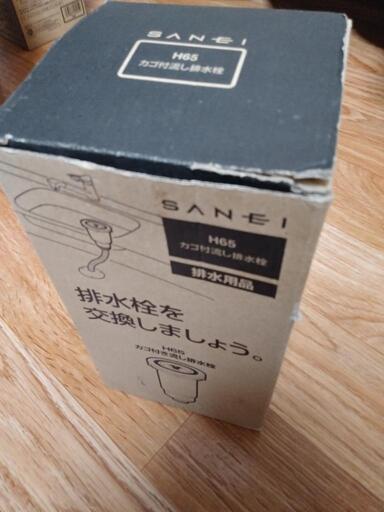 SANEI
H65
カゴ付流し排水栓
SANEI
H65
カゴ付流し排水栓
排水用品
排水栓を
交換しましょう。
H65
カゴ付き流し排水栓